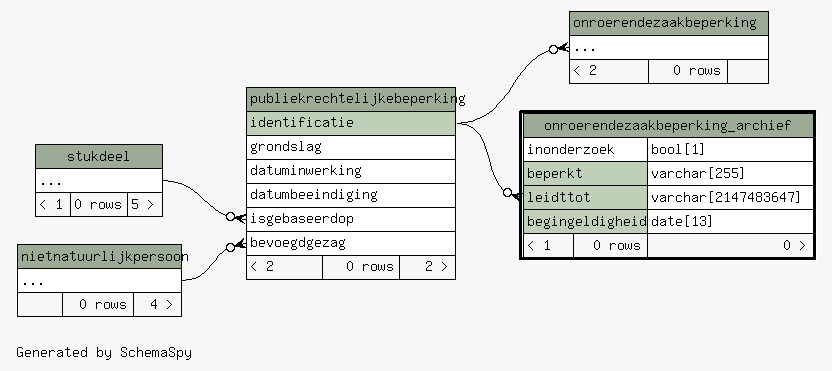 onroerendezaakbeperking
...
< 2 0 rows
publiekrechtelijkebeperking
identificatie
grondslag
datuminwerking
datumbeeindiging
isgebaseerdop
bevoegdgezag
< 2 0 rows 2 >
onroerendezaakbeperking_archief
inonderzoek bool[1]
beperkt varchar[255]
leidttot varchar[2147483647]
begingeldigheid date[13]
< 1 0 rows 0 >
stukdeel
...
< 1 0 rows 5 >
nietnatuurlijkpersoon
...
0 rows 4 >
Generated by SchemaSpy